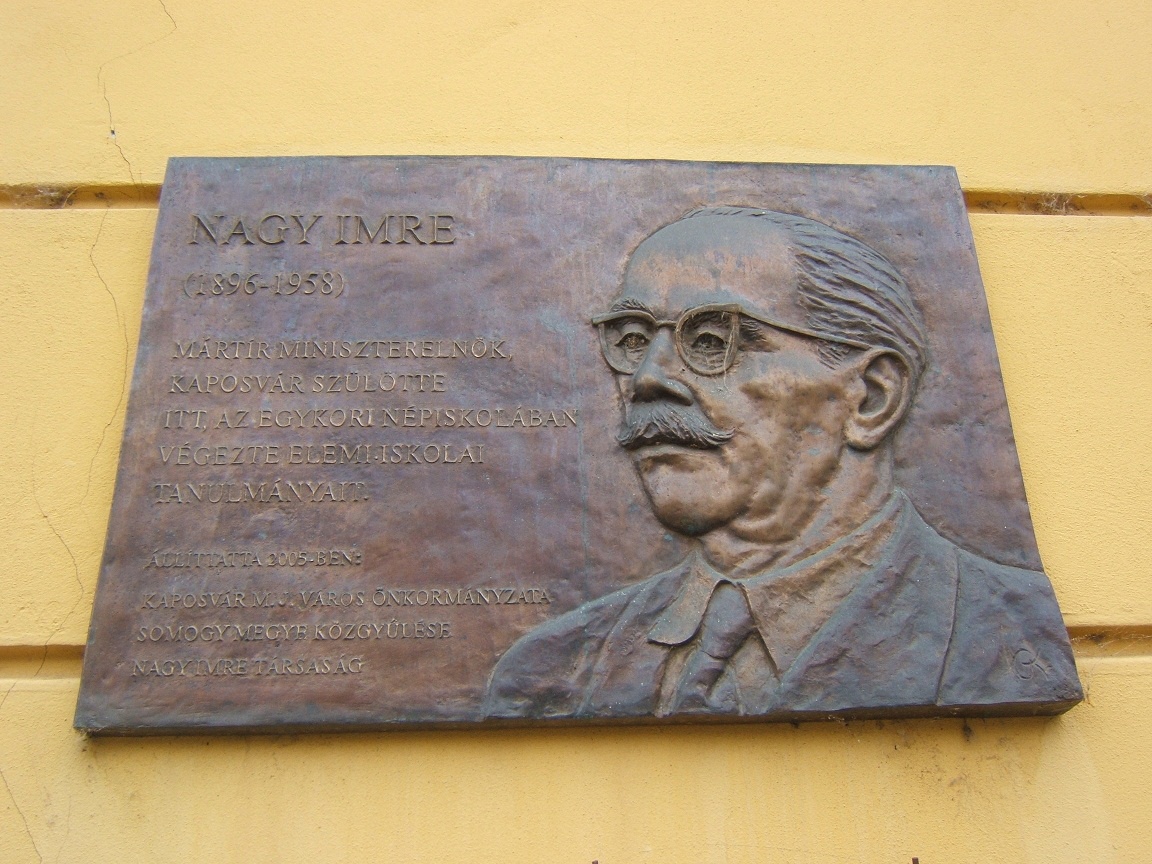 NAGY IMRE
(1896-1958)
MÁRTÍR MINISZTERELNÖK,
KAPOSVÁR SZÜLÖTTE
ITT, AZ EGYKORI NÉPISKOLÁBAN
VÉGEZTE ELEMI ISKOLAI
TANULMÁNYAIT.
ÁLLÍTTATTA 2005-BEN:
KAPOSVÁR M. J. VÁROS ÖNKORMÁNYZATA
SOMOGY MEGYE KÖZGYŰLÉSE
NAGY IMRE TÁRSASÁG